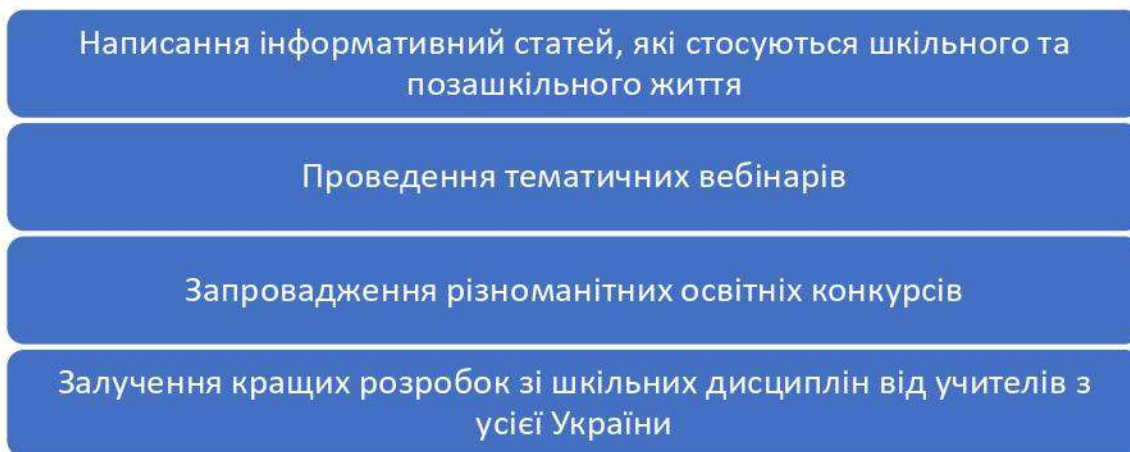 Написання інформативний статей, які стосуються шкільного та
позашкільного життя
Проведення тематичних вебінарів
Запровадження різноманітних освітніх конкурсів
Залучення кращих розробок зі шкільних дисциплін від учителів з
усієї України